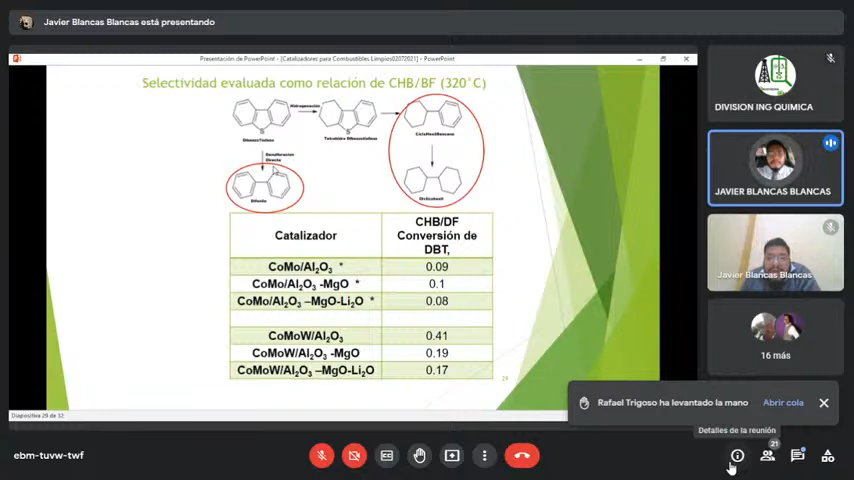 Javier Blancas Blancas está presentando
Presentación de PowerPoint - [Catalizadores para Combustibles Limpios02072021] - PowerPoint
Selectividad evaluada como relación de CHB/BF (320°C)
Hidrogenación
DibenzoTiofeno
Tetrahidro Dibenzotiofeno
CicloHexilBenceno
Desulfuración
Directa
Bifenilo
BiCiclohexil
Catalizador
CHB/DF
Conversión de
DBT,
CoMo/Al2O3 * 0.09
CoMo/Al2O3 -MgO * 0.1
CoMo/Al2O3 –MgO-Li2O * 0.08
CoMoW/Al2O3 0.41
CoMoW/Al2O3 -MgO 0.19
CoMoW/Al2O3 –MgO-Li2O 0.17
29
Diapositiva 29 de 32
DIVISION ING QUIMICA
JAVIER BLANCAS BLANCAS
Javier Blancas Blancas
16 más
Rafael Trigoso ha levantado la mano
Abrir cola
Detalles de la reunión
21
ebm-tuvw-twf